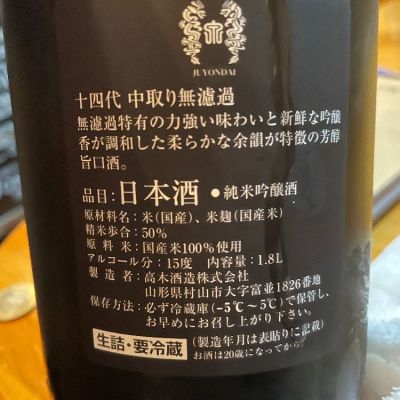 JUYONDAI
十四代 中取り無濾過
無濾過特有の力強い味わいと新鮮な吟醸
香が調和した柔らかな余韻が特徴の芳醇
旨口酒。
品目:日本酒 ●純米吟醸酒
原材料名:米(国産)、米麹(国産米)
精米歩合:50%
原料米:国産米100%使用
アルコール分:15度 内容量:1.8L
製造者:高木酒造株式会社
山形県村山市大字富並1826番地
保存方法:必ず冷蔵庫(−5℃〜5℃)で保管し、
お早めにお召し上がり下さい。
生詰・要冷蔵 (製造年月は表貼りに記載)
お酒は20歳になってから